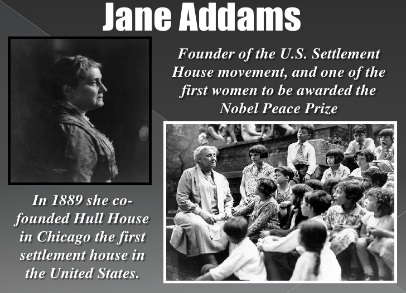 Jane Addams
Founder of the U.S. Settlement
House movement, and one of the
first women to be awarded the
Nobel Peace Prize
In 1889 she co-
founded Hull House
in Chicago the first
settlement house in
the United States.